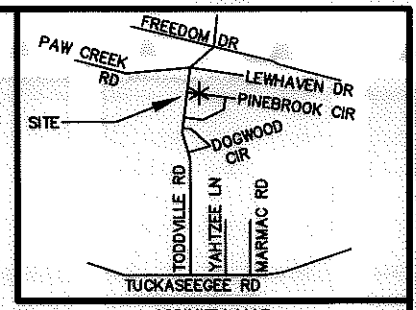 FREEDOM DR
PAW CREEK
RD
LEWHAVEN DR
PINEBROOK CIR
SITE
DOGWOOD
CIR
TODDVILLE RD
YAHTZEE LN
MARMAC RD
TUCKASEEGEE RD